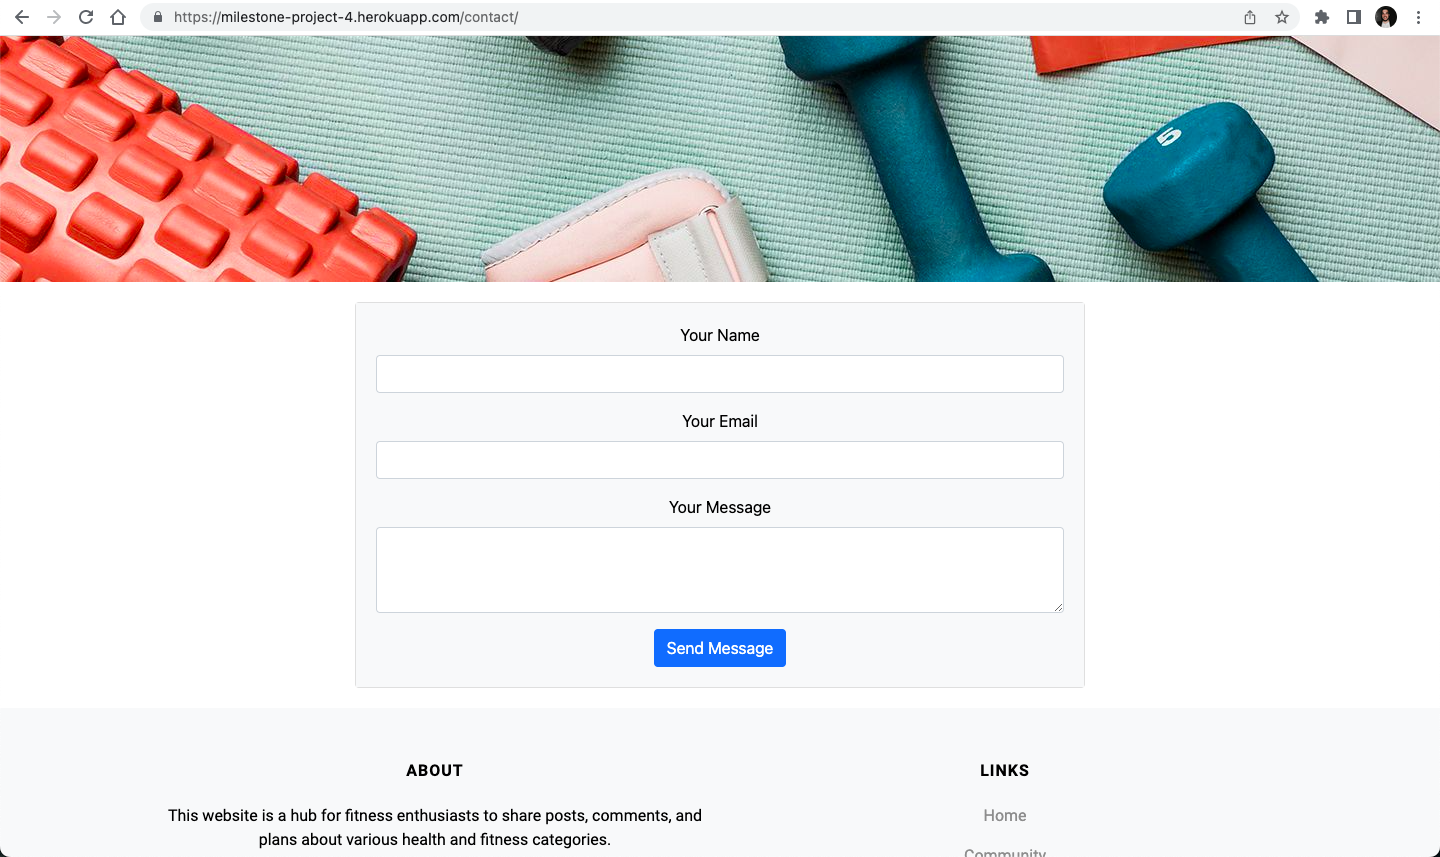 https://milestone-project-4.herokuapp.com/contact/
5
Your Name
Your Email
Your Message
Send Message
ABOUT
This website is a hub for fitness enthusiasts to share posts, comments, and
plans about various health and fitness categories.
LINKS
Home
Community